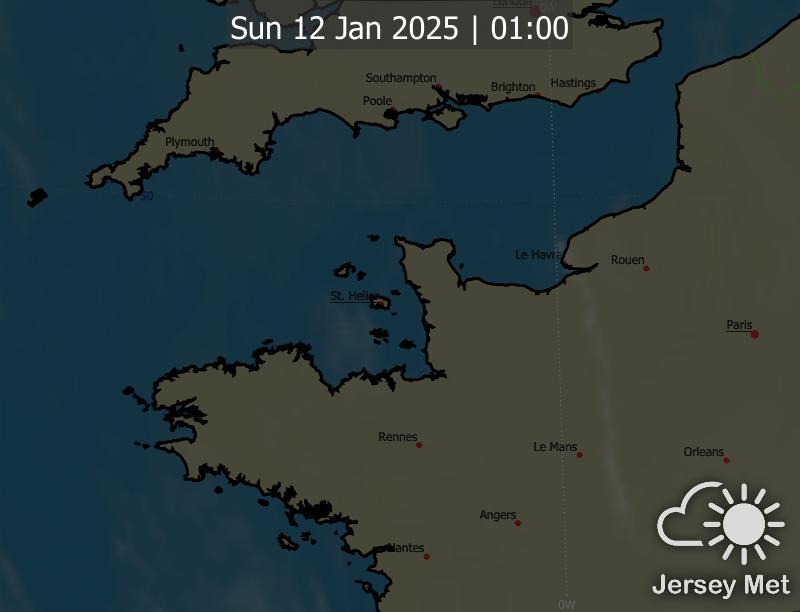 London
0W
Sun 12 Jan 2025 | 01:00
Southampton
Brighton
Hastings
Poole
Plymouth
50
Le Havre
Rouen
St. Helier
Paris
Rennes
Le Mans
Orleans
Angers
Nantes
Jersey Met
0W